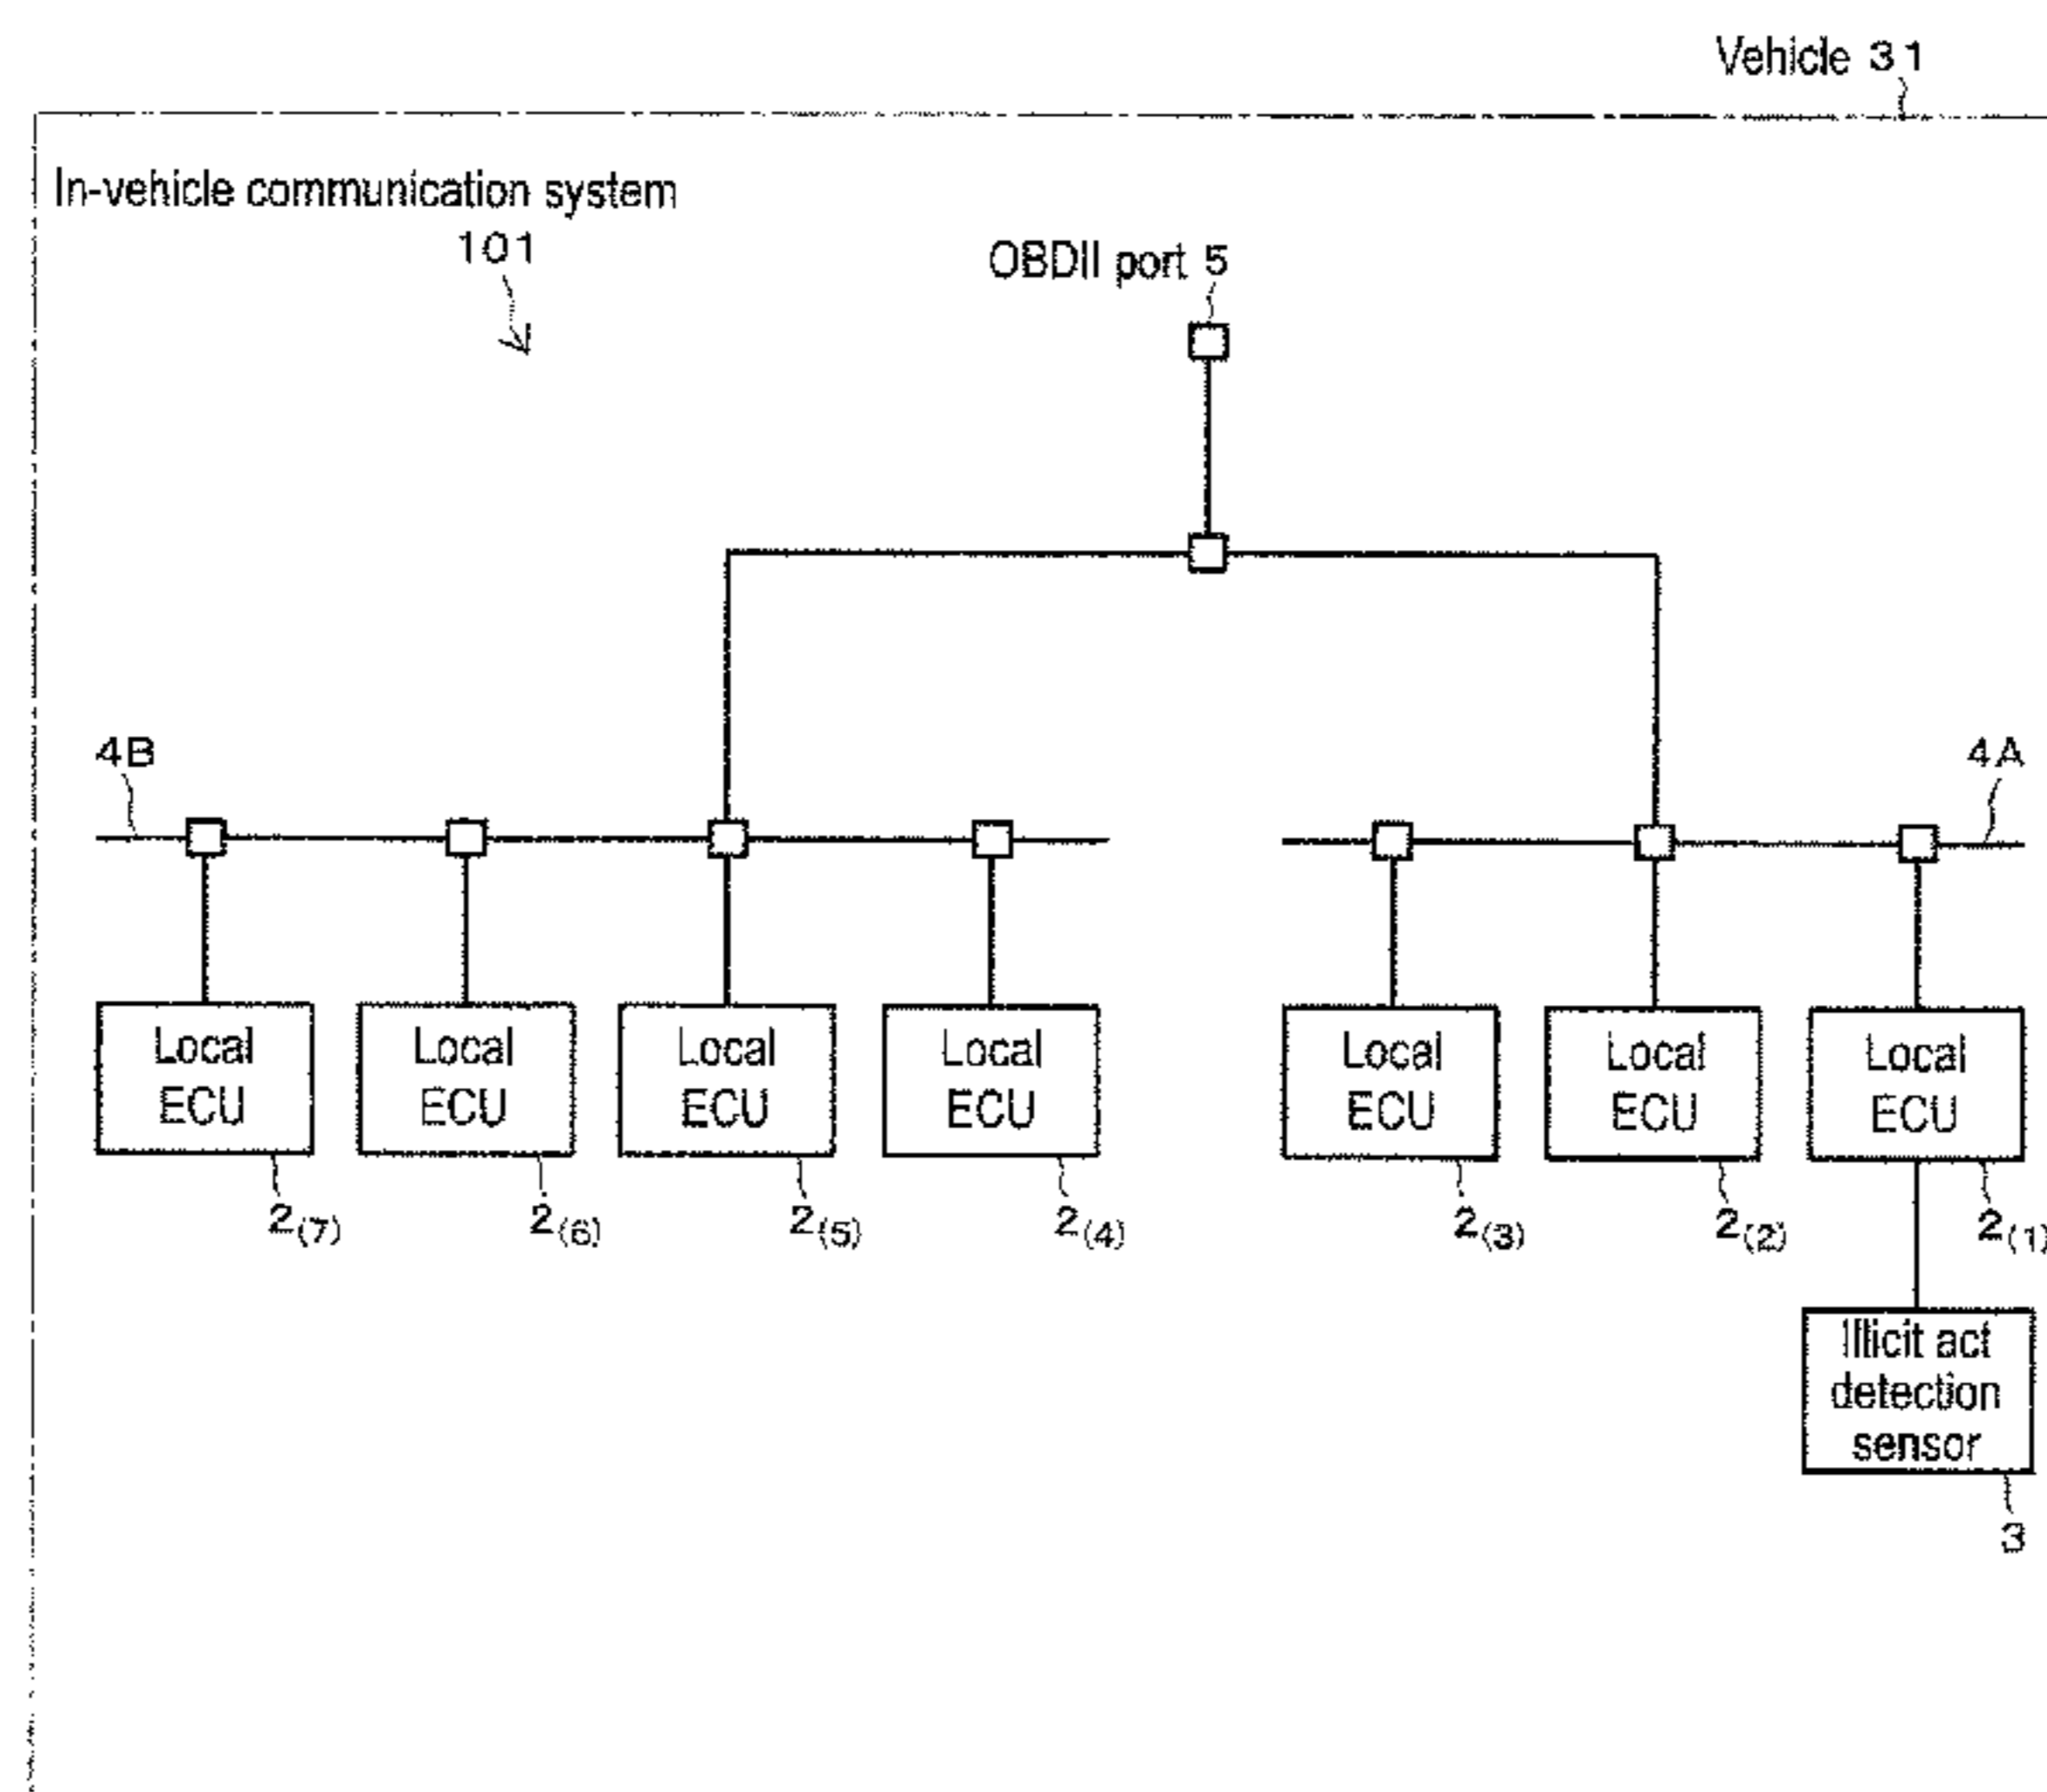 Vehicle 31
In-vehicle communication system
101
OBDII port 5
4B
4A
Local
ECU
Local
ECU
Local
ECU
Local
ECU
Local
ECU
Local
ECU
Local
ECU
2(7)
2(6)
2(5)
2(4)
2(3)
2(2)
2(1)
Illicit act
detection
sensor
3